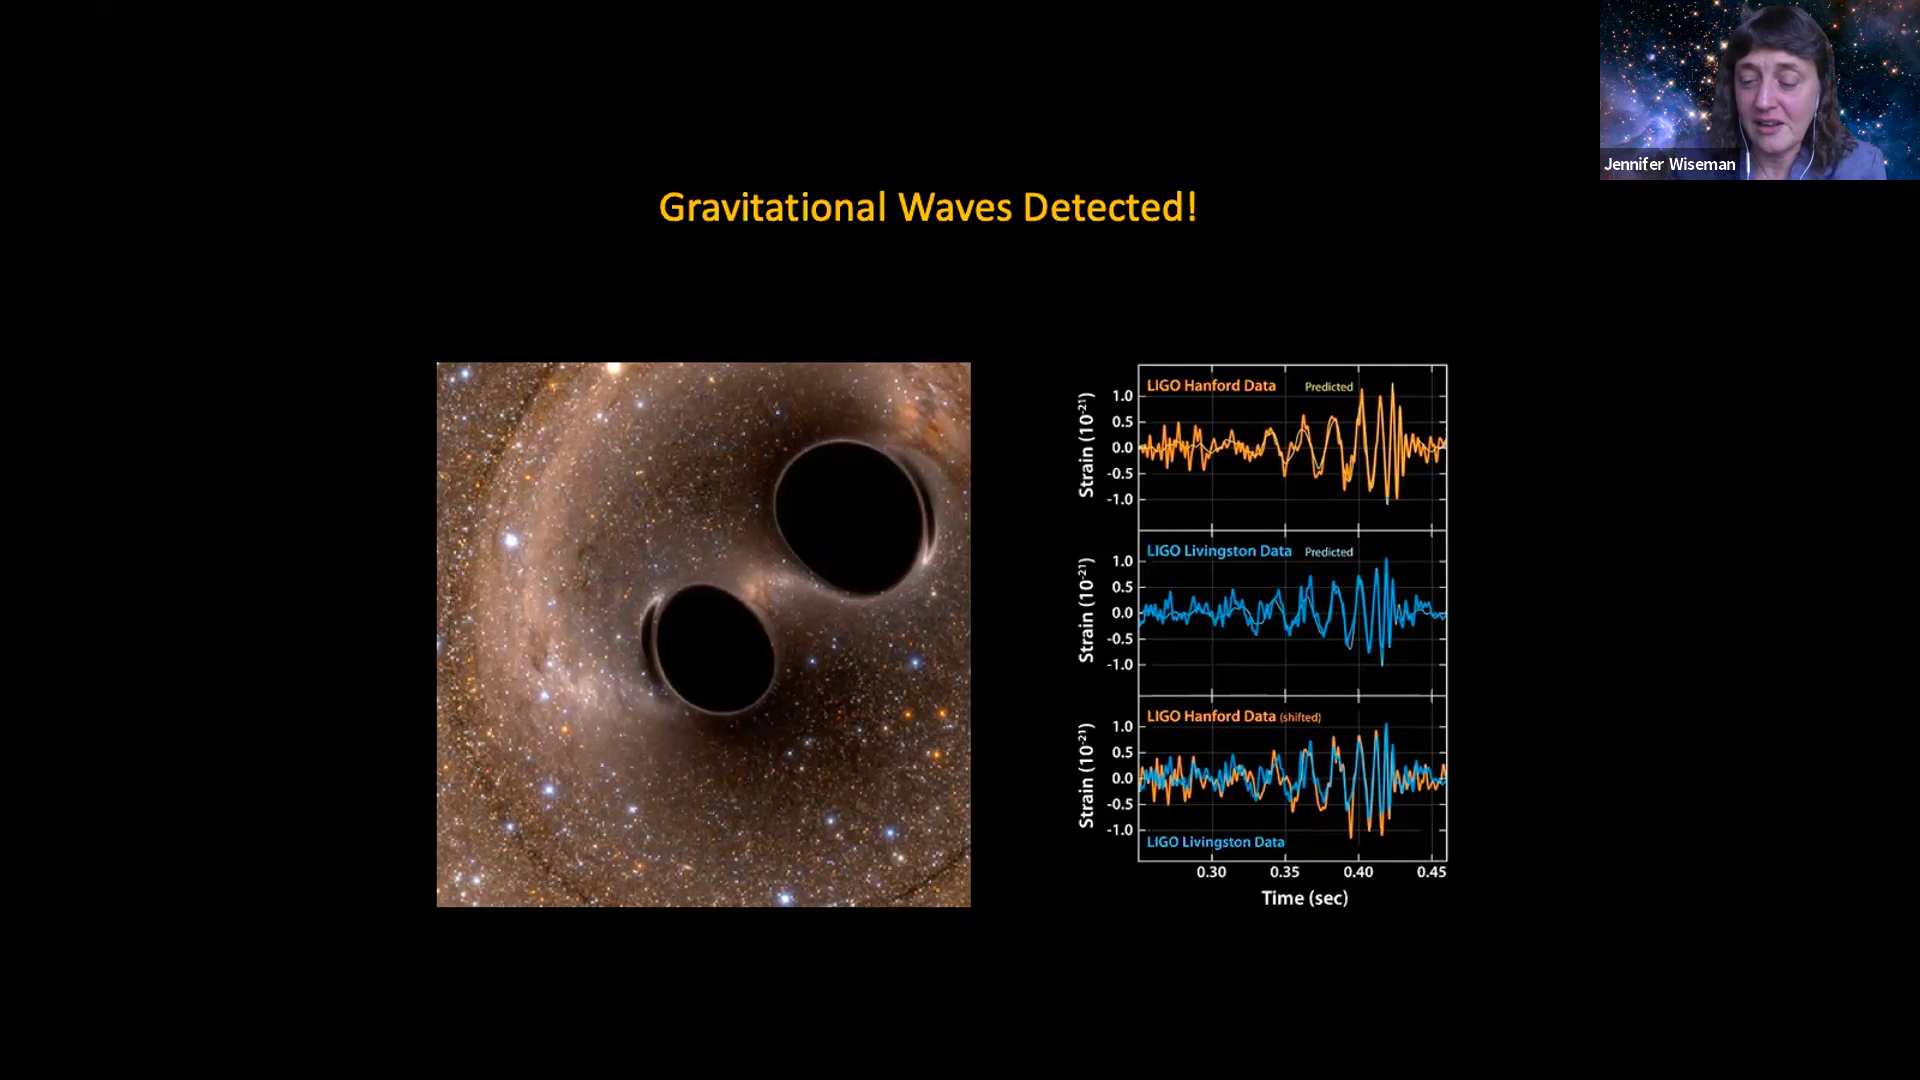 Jennifer Wiseman
Gravitational Waves Detected!
LIGO Hanford Data Predicted
Strain (10⁻²¹)
1.0
0.5
0.0
-0.5
-1.0
LIGO Livingston Data Predicted
Strain (10⁻²¹)
1.0
0.5
0.0
-0.5
-1.0
LIGO Hanford Data (shifted)
Strain (10⁻²¹)
1.0
0.5
0.0
-0.5
-1.0
LIGO Livingston Data
0.30 0.35 0.40 0.45
Time (sec)